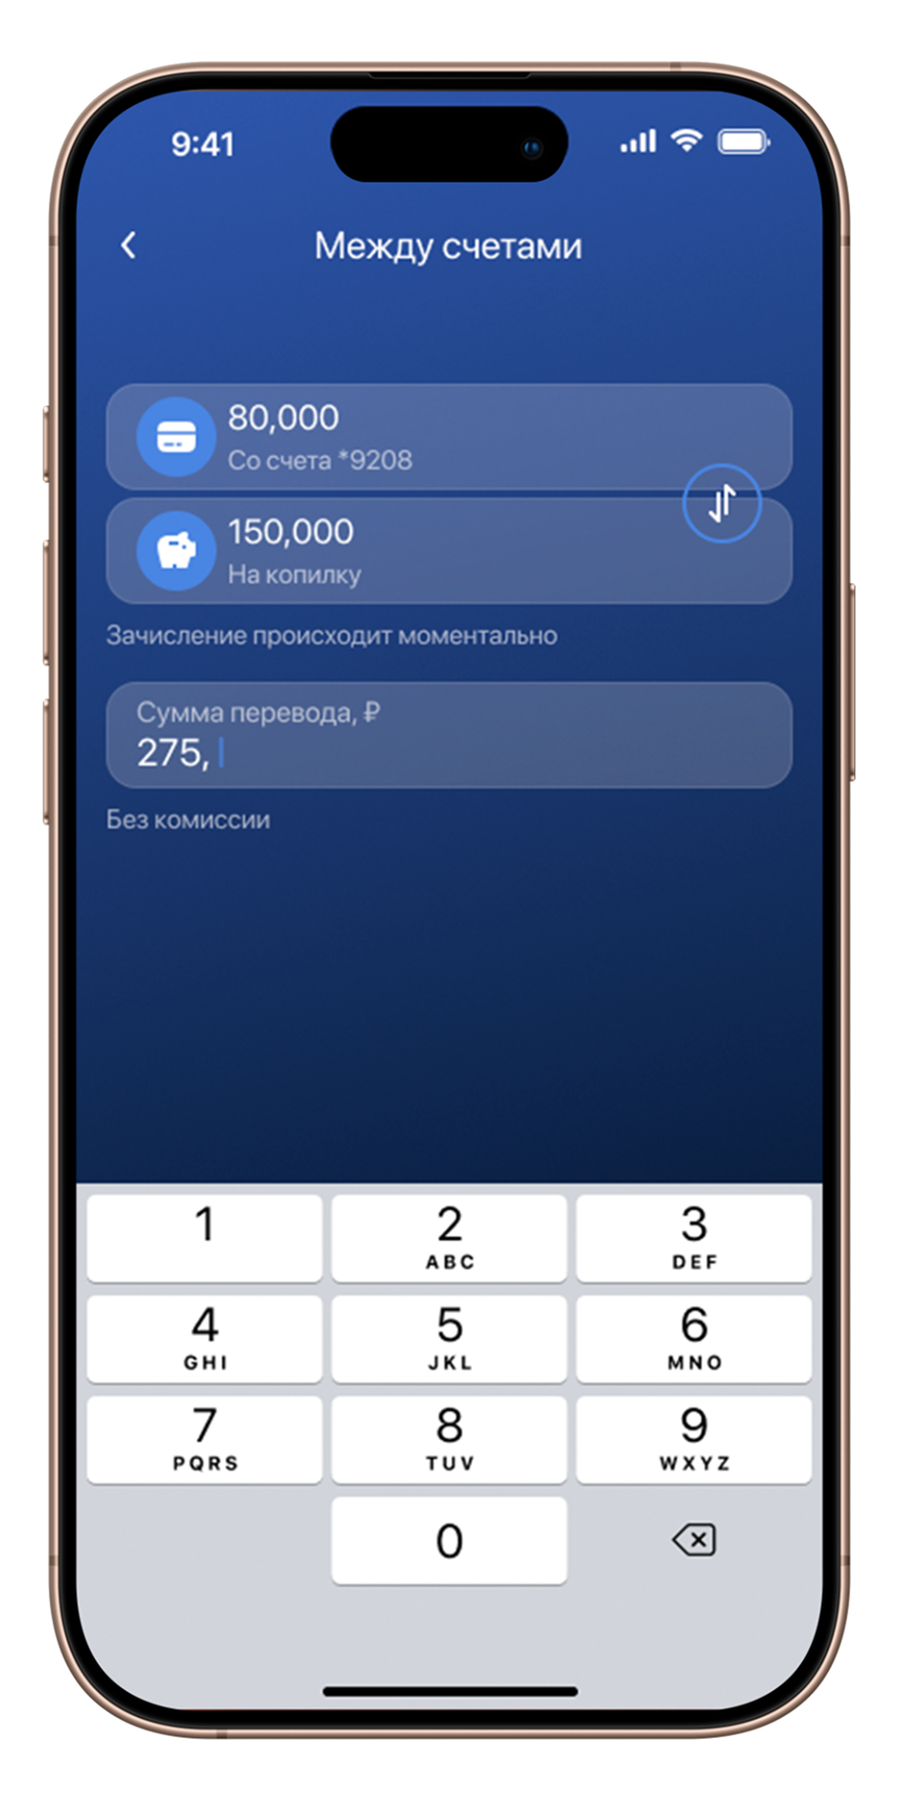 9:41
Между счетами
80,000
Со счета *9208
150,000
На копилку
Зачисление происходит моментально
Сумма перевода, ₽
275,
Без комиссии
1
2
ABC
3
DEF
4
GHI
5
JKL
6
MNO
7
PQRS
8
TUV
9
WXYZ
0